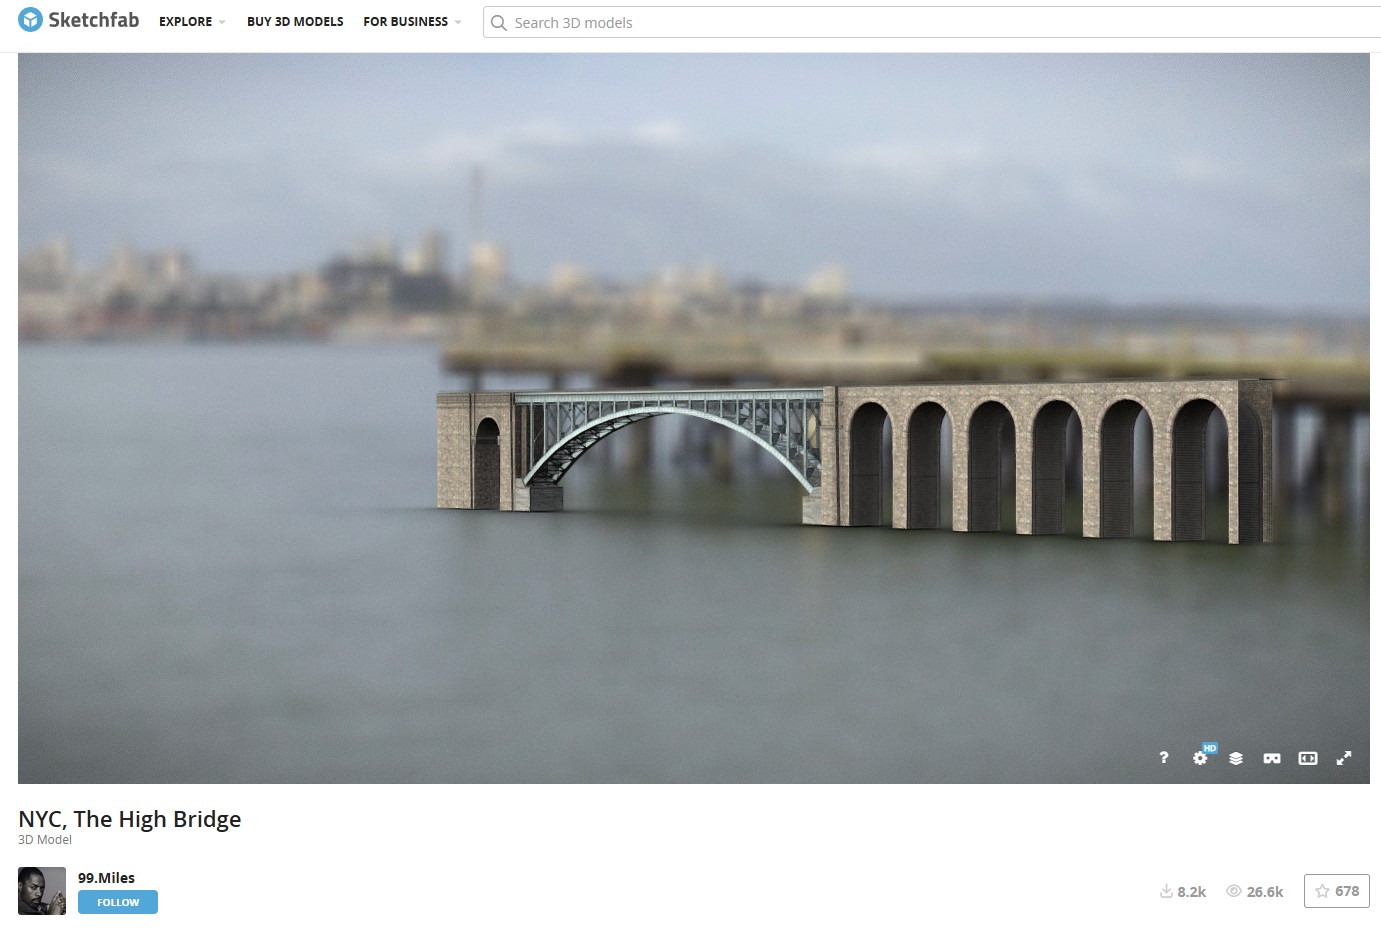 Sketchfab EXPLORE BUY 3D MODELS FOR BUSINESS Search 3D models
? HD
NYC, The High Bridge
3D Model
99.Miles
FOLLOW
8.2k 26.6k 678